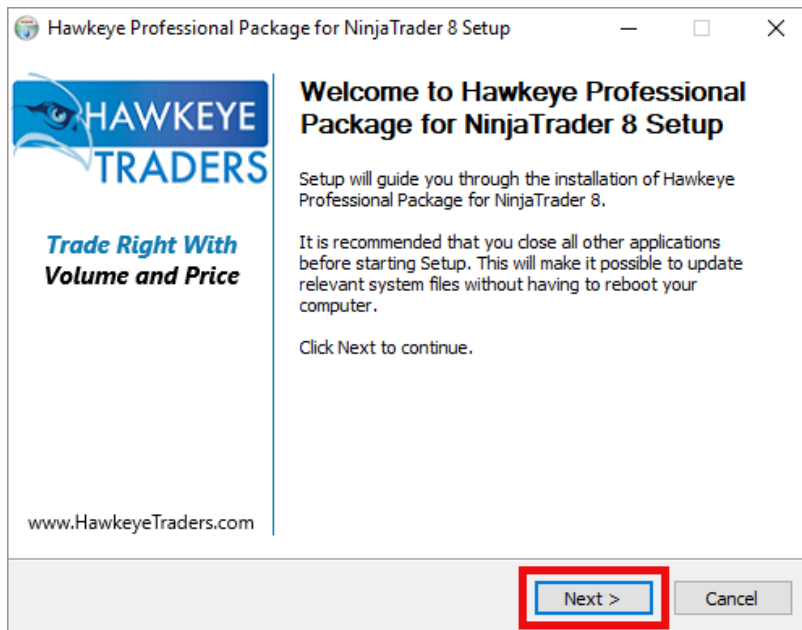 Hawkeye Professional Package for NinjaTrader 8 Setup
HAWKEYE
TRADERS
Trade Right With
Volume and Price
www.HawkeyeTraders.com
Welcome to Hawkeye Professional
Package for NinjaTrader 8 Setup
Setup will guide you through the installation of Hawkeye
Professional Package for NinjaTrader 8.
It is recommended that you close all other applications
before starting Setup. This will make it possible to update
relevant system files without having to reboot your
computer.
Click Next to continue.
Next >
Cancel